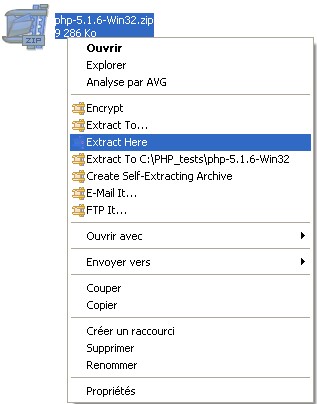 php-5.1.6-Win32.zip
9 286 Ko
ZIP
Ouvrir
Explorer
Analyse par AVG
Encrypt
Extract To...
Extract Here
Extract To C:\PHP_tests\php-5.1.6-Win32
Create Self-Extracting Archive
E-Mail It...
FTP It...
Ouvrir avec
Envoyer vers
Couper
Copier
Créer un raccourci
Supprimer
Renommer
Propriétés